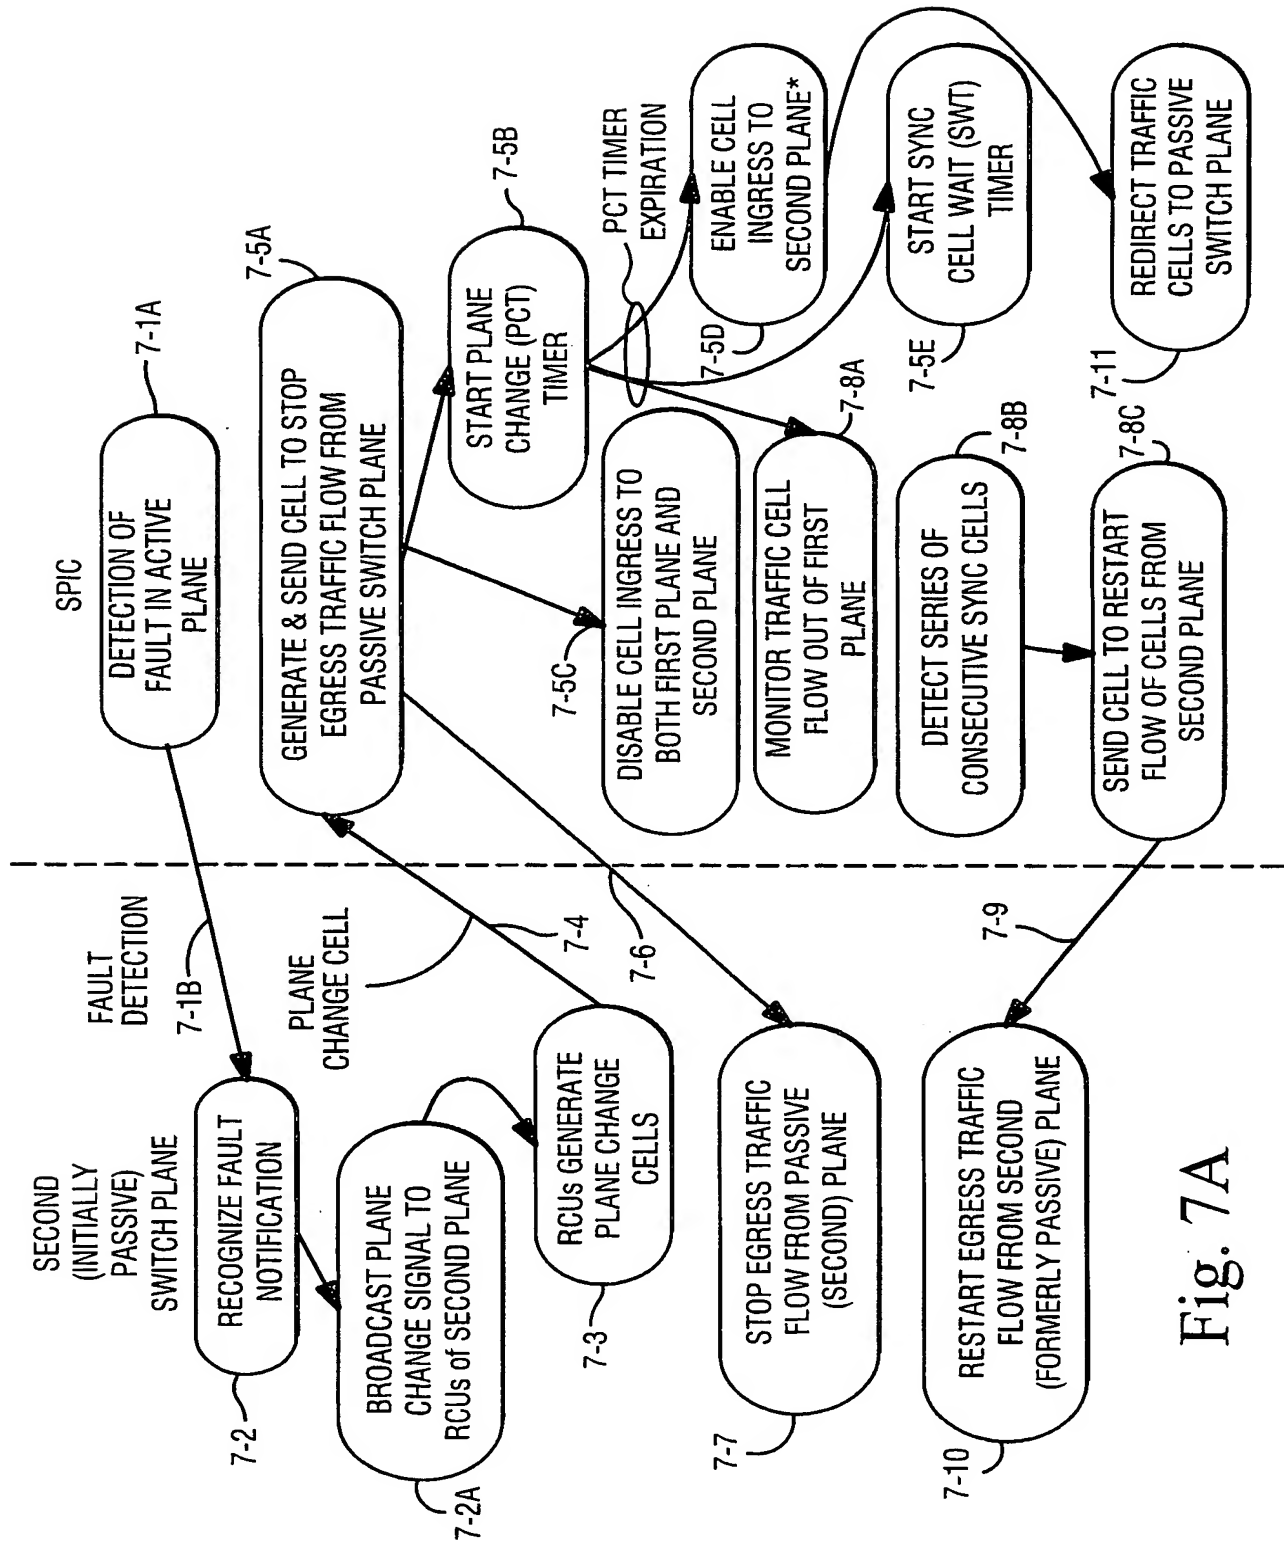 SECOND
(INITIALLY
PASSIVE)
SWITCH PLANE
FAULT
DETECTION
SPIC
7-1A
DETECTION OF
FAULT IN ACTIVE
PLANE
7-1B
7-2
RECOGNIZE FAULT
NOTIFICATION
7-2A
BROADCAST PLANE
CHANGE SIGNAL TO
RCUs of SECOND PLANE
7-3
RCUs GENERATE
PLANE CHANGE
CELLS
PLANE
CHANGE CELL
7-4
7-5A
GENERATE & SEND CELL TO STOP
EGRESS TRAFFIC FLOW FROM
PASSIVE SWITCH PLANE
7-5B
START PLANE
CHANGE (PCT)
TIMER
7-5C
DISABLE CELL INGRESS TO
BOTH FIRST PLANE AND
SECOND PLANE
PCT TIMER
EXPIRATION
7-5D
ENABLE CELL
INGRESS TO
SECOND PLANE*
7-5E
START SYNC
CELL WAIT (SWT)
TIMER
7-6
7-7
STOP EGRESS TRAFFIC
FLOW FROM PASSIVE
(SECOND) PLANE
7-8A
MONITOR TRAFFIC CELL
FLOW OUT OF FIRST
PLANE
7-8B
DETECT SERIES OF
CONSECUTIVE SYNC CELLS
7-8C
SEND CELL TO RESTART
FLOW OF CELLS FROM
SECOND PLANE
7-9
7-10
RESTART EGRESS TRAFFIC
FLOW FROM SECOND
(FORMERLY PASSIVE) PLANE
7-11
REDIRECT TRAFFIC
CELLS TO PASSIVE
SWITCH PLANE
Fig. 7A